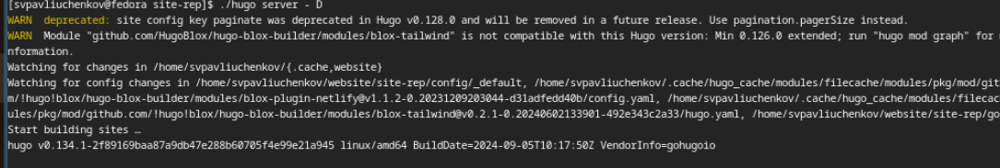 [svpavliuchenkov@fedora site-rep]$ ./hugo server - D
WARN  deprecated: site config key paginate was deprecated in Hugo v0.128.0 and will be removed in a future release. Use pagination.pagerSize instead.
WARN  Module "github.com/HugoBlox/hugo-blox-builder/modules/blox-tailwind" is not compatible with this Hugo version: Min 0.126.0 extended; run "hugo mod graph" for
nformation.
Watching for changes in /home/svpavliuchenkov/{.cache,website}
Watching for config changes in /home/svpavliuchenkov/website/site-rep/config/_default, /home/svpavliuchenkov/.cache/hugo_cache/modules/filecache/modules/pkg/mod/git
m/!hugo!blox/hugo-blox-builder/modules/blox-plugin-netlify@v1.1.2-0.20231209203044-d31adfedd40b/config.yaml, /home/svpavliuchenkov/.cache/hugo_cache/modules/filecac
ules/pkg/mod/github.com/!hugo!blox/hugo-blox-builder/modules/blox-tailwind@v0.2.1-0.20240602133901-492e343c2a33/hugo.yaml, /home/svpavliuchenkov/website/site-rep/go
Start building sites …
hugo v0.134.1-2f89169baa87a9db47e288b60705f4e99e21a945 linux/amd64 BuildDate=2024-09-05T10:17:50Z VendorInfo=gohugoio